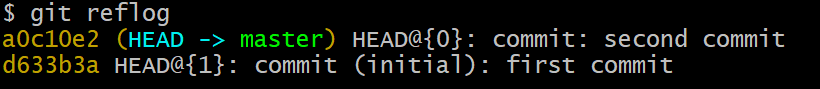 $ git reflog
a0c10e2 (HEAD -> master) HEAD@{0}: commit: second commit
d633b3a HEAD@{1}: commit (initial): first commit